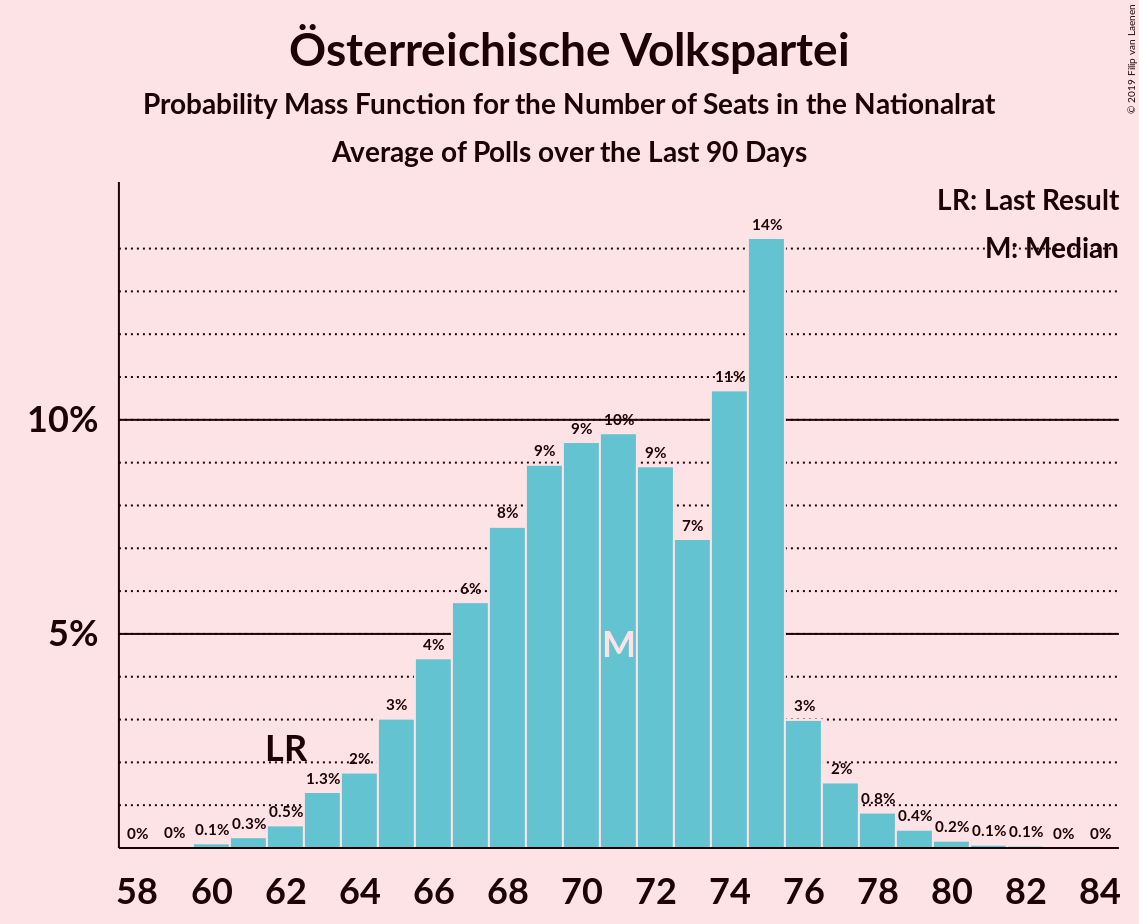 Österreichische Volkspartei
Probability Mass Function for the Number of Seats in the Nationalrat
Average of Polls over the Last 90 Days
© 2019 Filip van Laenen
LR: Last Result
M: Median
10%
5%
0% 0% 0.1% 0.3% 0.5% 1.3% 2% 3% 4% 6% 8% 9% 9% 10% 9% 7% 11% 14% 3% 2% 0.8% 0.4% 0.2% 0.1% 0.1% 0% 0%
LR
M
58 60 62 64 66 68 70 72 74 76 78 80 82 84